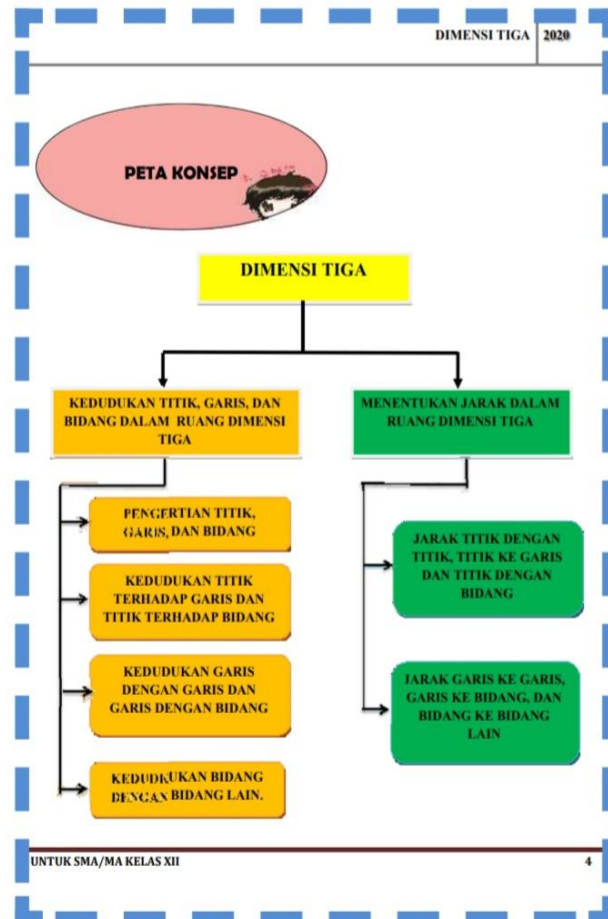 DIMENSI TIGA 2020
PETA KONSEP
DIMENSI TIGA
KEDUDUKAN TITIK, GARIS, DAN
BIDANG DALAM RUANG DIMENSI
TIGA
PENGERTIAN TITIK,
GARIS, DAN BIDANG
KEDUDUKAN TITIK
TERHADAP GARIS DAN
TITIK TERHADAP BIDANG
KEDUDUKAN GARIS
DENGAN GARIS DAN
GARIS DENGAN BIDANG
KEDUDKUKAN BIDANG
DENGAN BIDANG LAIN.
MENENTUKAN JARAK DALAM
RUANG DIMENSI TIGA
JARAK TITIK DENGAN
TITIK, TITIK KE GARIS
DAN TITIK DENGAN
BIDANG
JARAK GARIS KE GARIS,
GARIS KE BIDANG, DAN
BIDANG KE BIDANG
LAIN
UNTUK SMA/MA KELAS XII 4